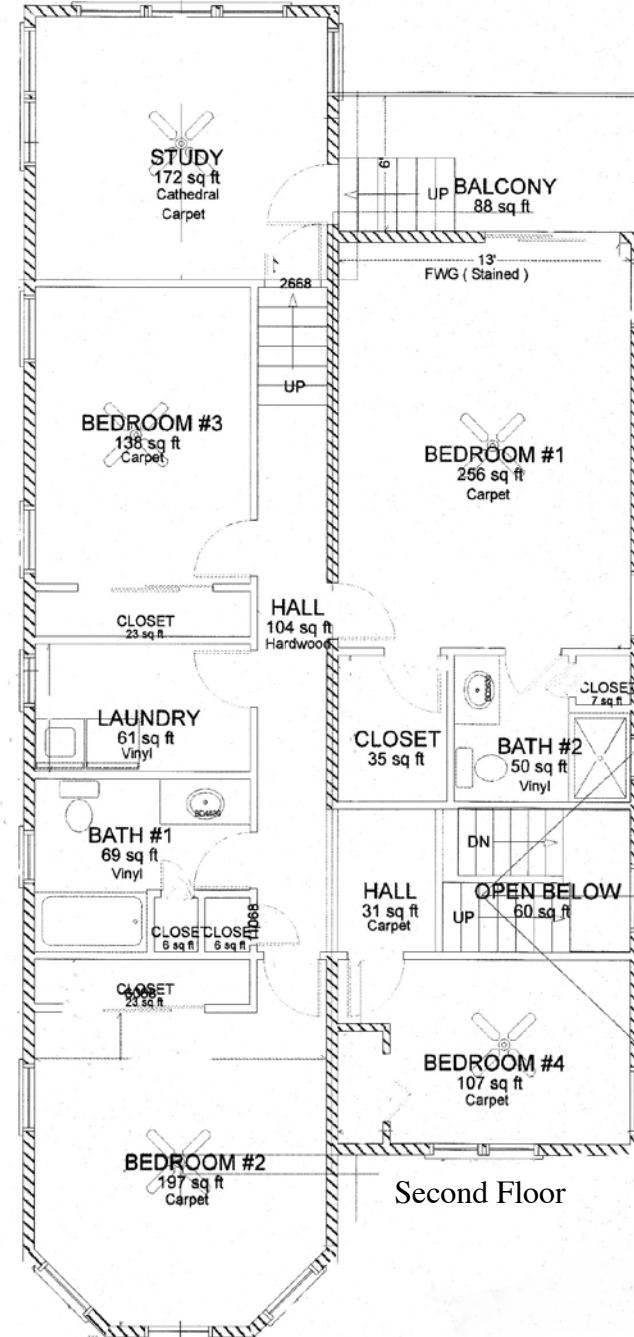 STUDY
172 sq ft
Cathedral
Carpet
6'
UP
BALCONY
88 sq ft
13'
FWG ( Stained )
2668
UP
BEDROOM #3
138 sq ft
Carpet
BEDROOM #1
256 sq ft
Carpet
HALL
104 sq ft
Hardwood
CLOSET
23 sq ft
LAUNDRY
61 sq ft
Vinyl
CLOSET
35 sq ft
CLOSET
7 sq ft
BATH #2
50 sq ft
Vinyl
BATH #1
69 sq ft
Vinyl
DN
HALL
31 sq ft
Carpet
UP
OPEN BELOW
60 sq ft
CLOSET
6 sq ft
CLOSET
6 sq ft
CLOSET
23 sq ft
BEDROOM #4
107 sq ft
Carpet
BEDROOM #2
197 sq ft
Carpet
Second Floor